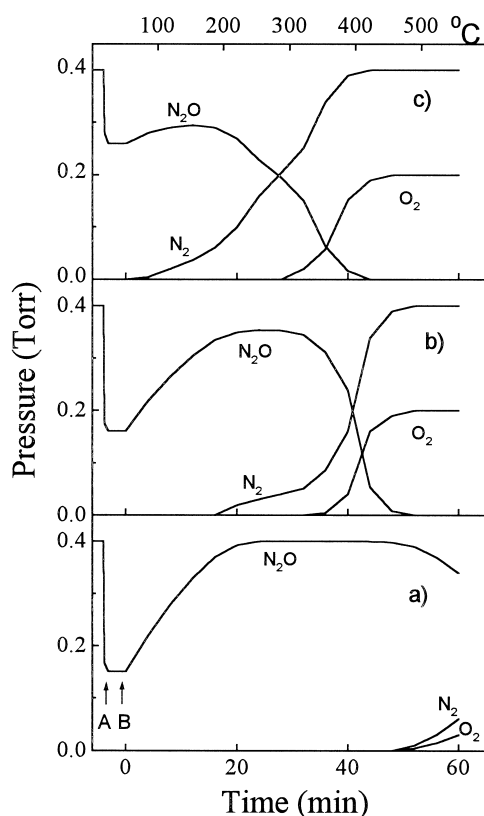 100 200 300 400 500 °C
0.4
c)
N₂O
0.2
N₂
O₂
0.0
0.4
b)
N₂O
0.2
O₂
N₂
0.0
0.4
N₂O
a)
0.2
A B
N₂
O₂
0.0
0 20 40 60
Time (min)
Pressure (Torr)